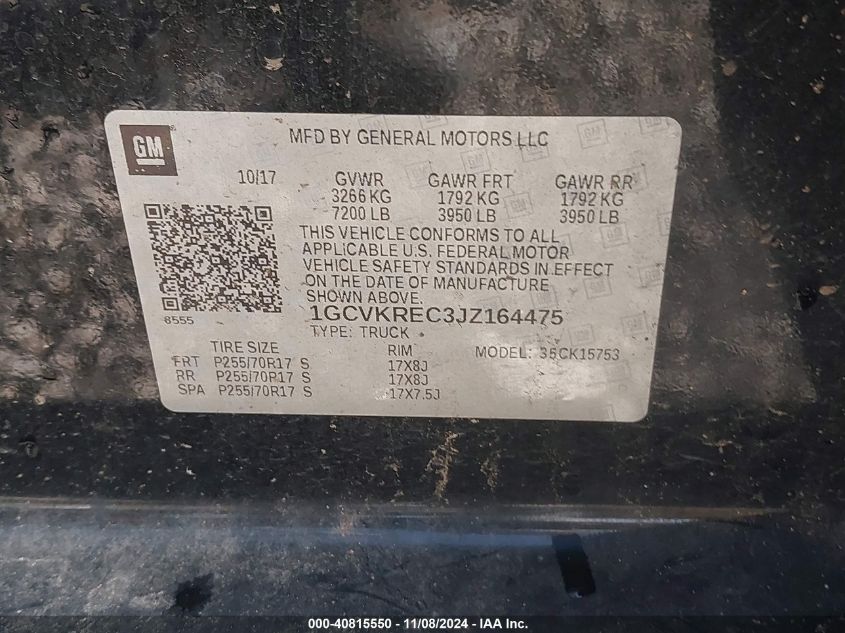 GM
MFD BY GENERAL MOTORS LLC
10/17 GVWR GAWR FRT GAWR RR
3266 KG 1792 KG 1792 KG
7200 LB 3950 LB 3950 LB
THIS VEHICLE CONFORMS TO ALL
APPLICABLE U.S. FEDERAL MOTOR
VEHICLE SAFETY STANDARDS IN EFFECT
ON THE DATE OF MANUFACTURE
SHOWN ABOVE.
8555 1GCVKREC3JZ164475
TYPE: TRUCK
TIRE SIZE RIM MODEL: 35CK15753
FRT P255/70R17 S 17X8J
RR P255/70R17 S 17X8J
SPA P255/70R17 S 17X7.5J
000-40815550 - 11/08/2024 - IAA Inc.